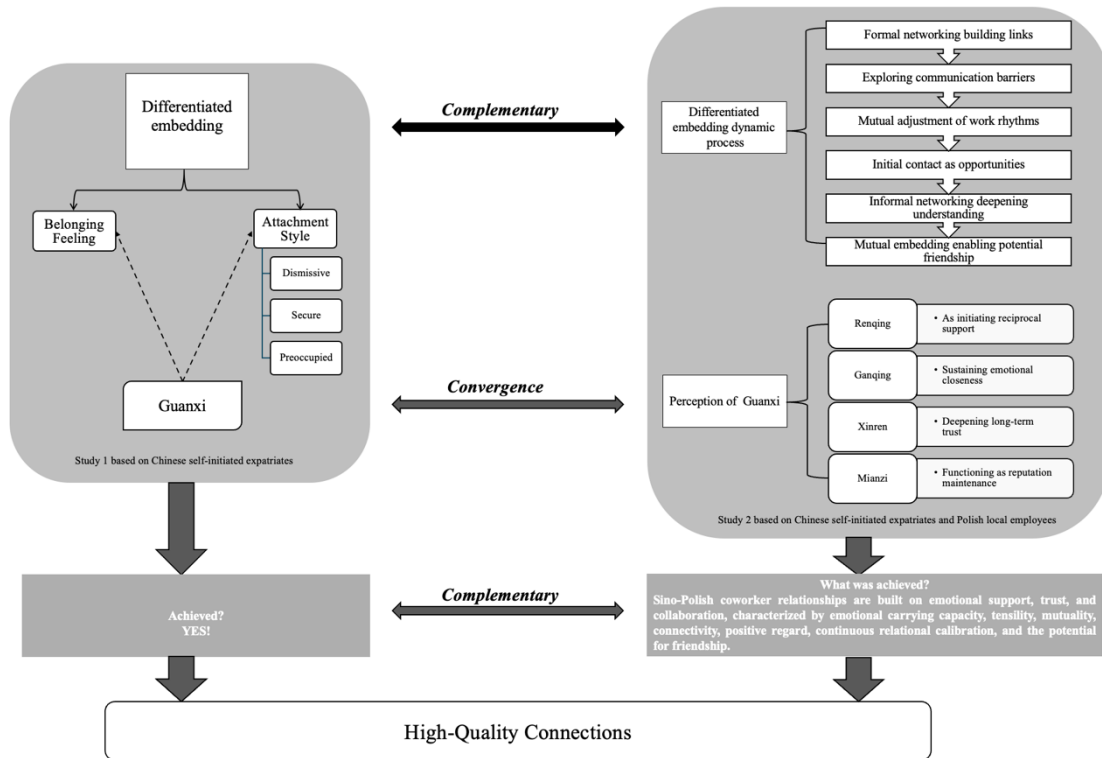 Differentiated
embedding
Belonging
Feeling
Attachment
Style
Dismissive
Secure
Preoccupied
Guanxi
Study 1 based on Chinese self-initiated expatriates
Complementary
Convergence
Differentiated
embedding dynamic
process
Formal networking building links
Exploring communication barriers
Mutual adjustment of work rhythms
Initial contact as opportunities
Informal networking deepening
understanding
Mutual embedding enabling potential
friendship
Perception of Guanxi
Renqing
• As initiating reciprocal
support
Ganqing
• Sustaining emotional
closeness
Xinren
• Deepening long-term
trust
Mianzi
• Functioning as reputation
maintenance
Study 2 based on Chinese self-initiated expatriates and Polish local employees
Achieved?
YES!
Complementary
What was achieved?
Sino-Polish coworker relationships are built on emotional support, trust, and
collaboration, characterized by emotional carrying capacity, tensility, mutuality,
connectivity, positive regard, continuous relational calibration, and the potential
for friendship.
High-Quality Connections